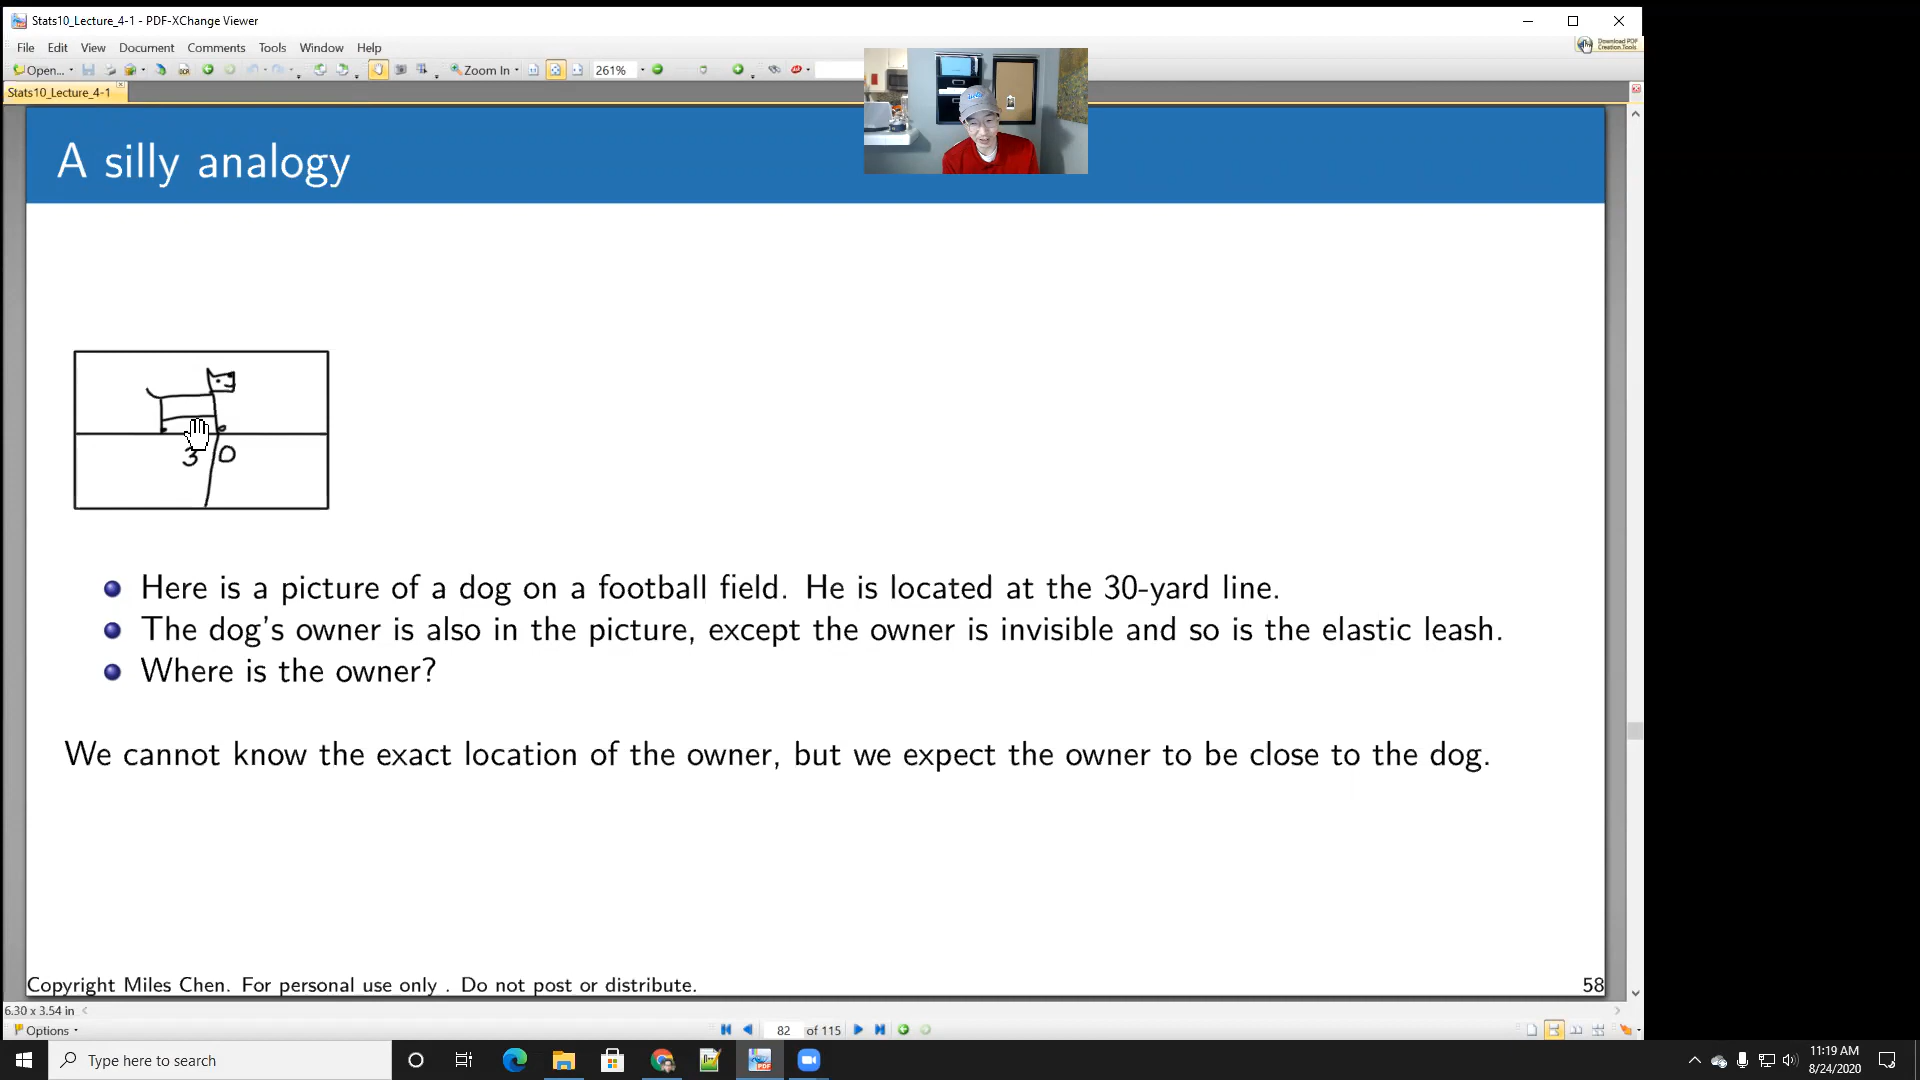 Stats10_Lecture_4-1 - PDF-XChange Viewer
File Edit View Document Comments Tools Window Help
Download PDF Creation Tools
Open... OCR Zoom In 261%
Stats10_Lecture_4-1
A silly analogy
3 0
Here is a picture of a dog on a football field. He is located at the 30-yard line.
The dog's owner is also in the picture, except the owner is invisible and so is the elastic leash.
Where is the owner?
We cannot know the exact location of the owner, but we expect the owner to be close to the dog.
Copyright Miles Chen. For personal use only . Do not post or distribute.
58
6.30 x 3.54 in
Options
82 of 115
Type here to search
11:19 AM
8/24/2020